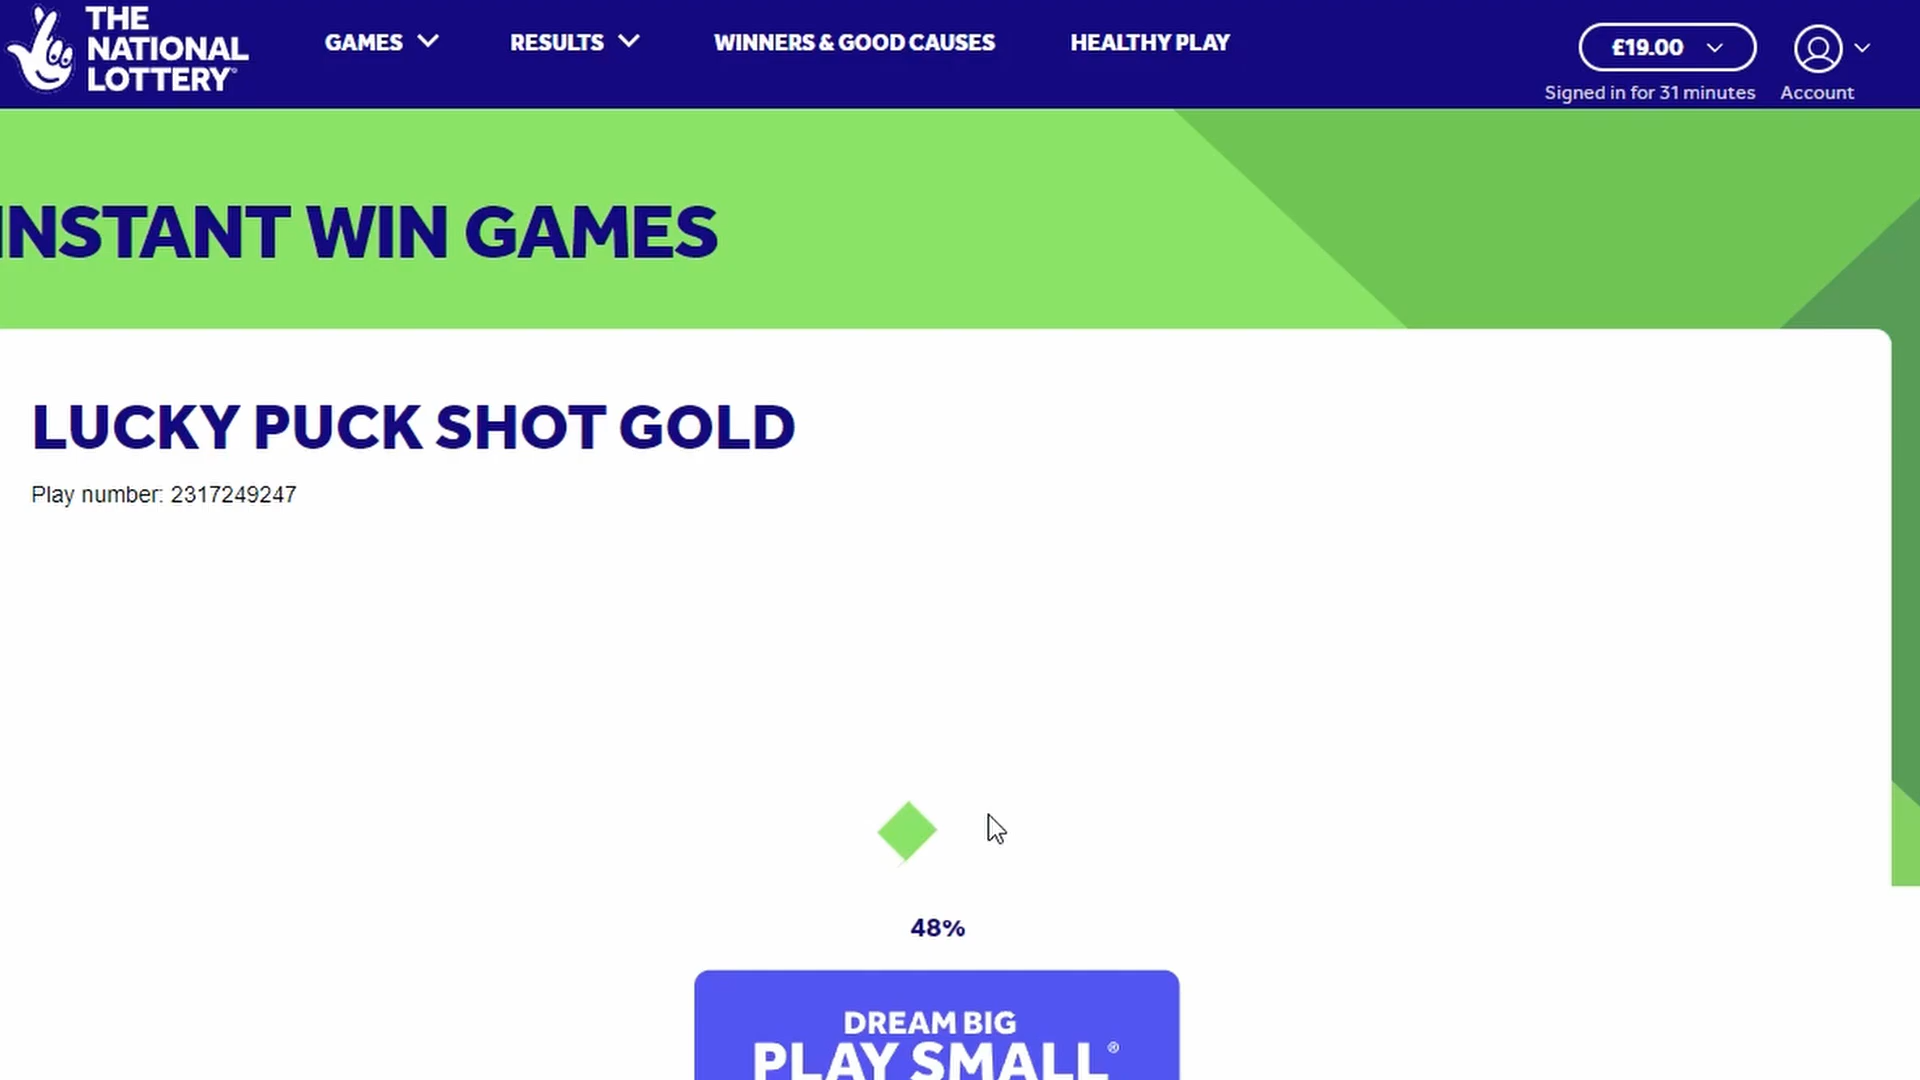 THE
NATIONAL
LOTTERY
GAMES
RESULTS
WINNERS & GOOD CAUSES
HEALTHY PLAY
£19.00
Signed in for 31 minutes
Account
INSTANT WIN GAMES
LUCKY PUCK SHOT GOLD
Play number: 2317249247
48%
DREAM BIG
PLAY SMALL®